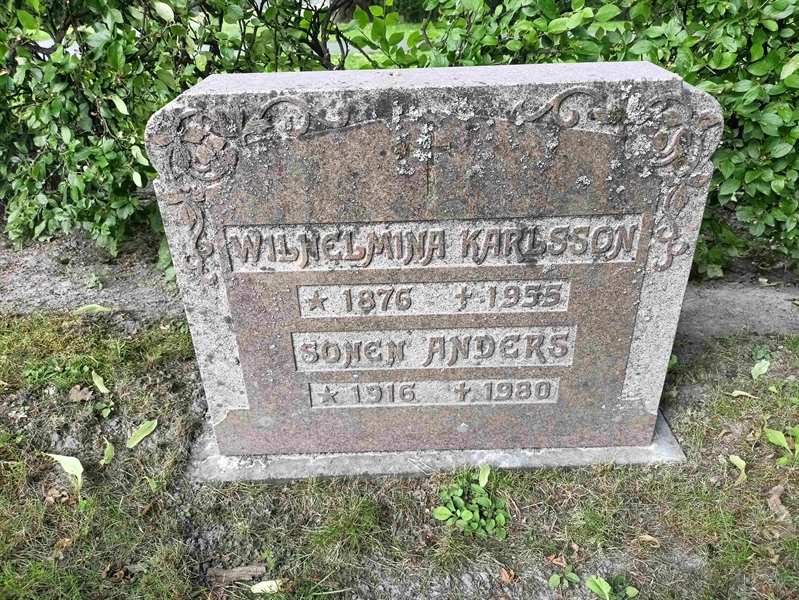 WILHELMINA KARLSSON
★ 1876 ✝ 1955
SONEN ANDERS
★ 1916 ✝ 1980